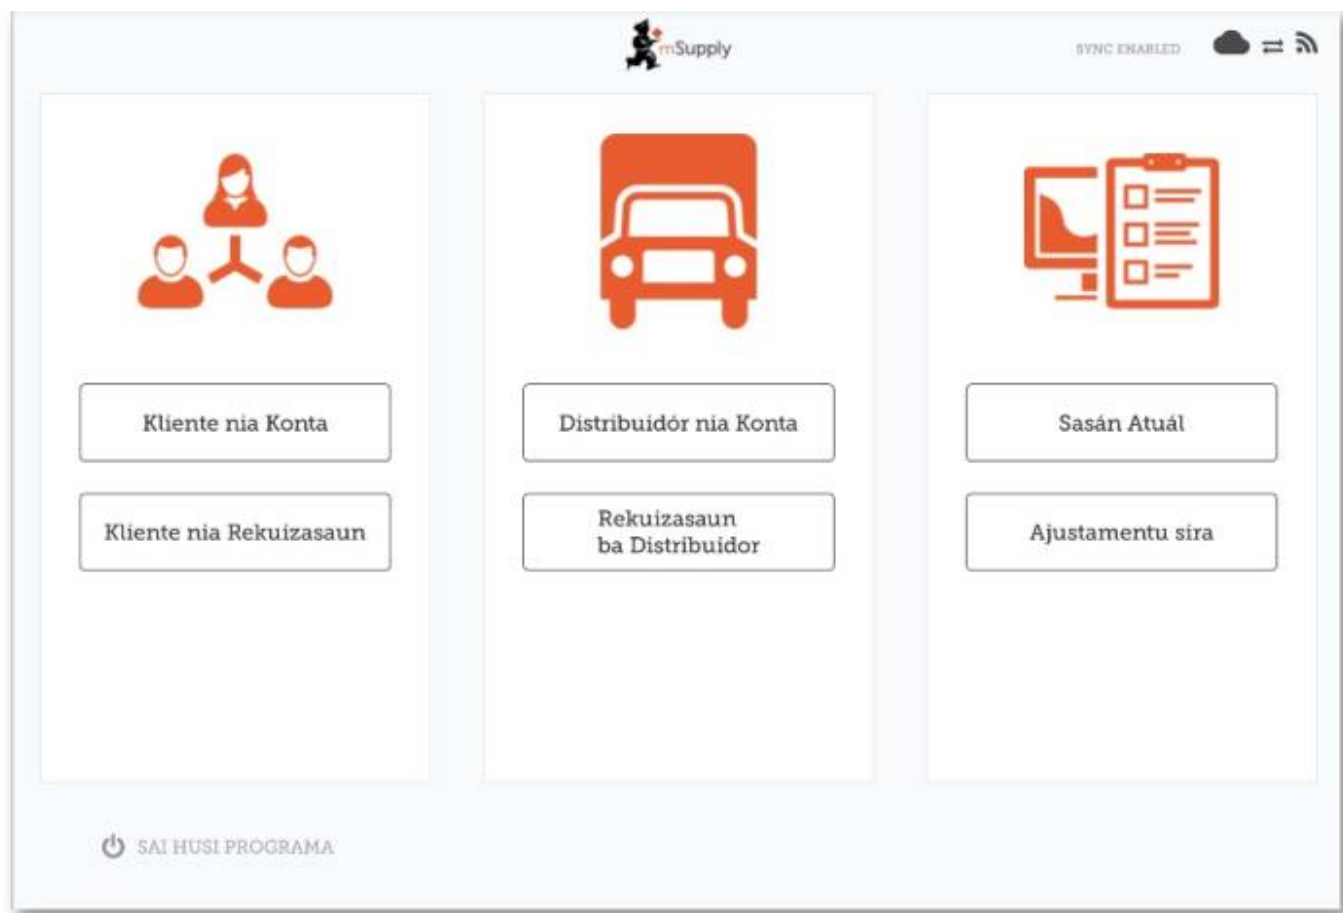 mSupply
SYNC ENABLED
Kliente nia Konta
Kliente nia Rekuizasaun
Distribuidór nia Konta
Rekuizasaun
ba Distribuidor
Sasán Atuál
Ajustamentu sira
SAI HUSI PROGRAMA